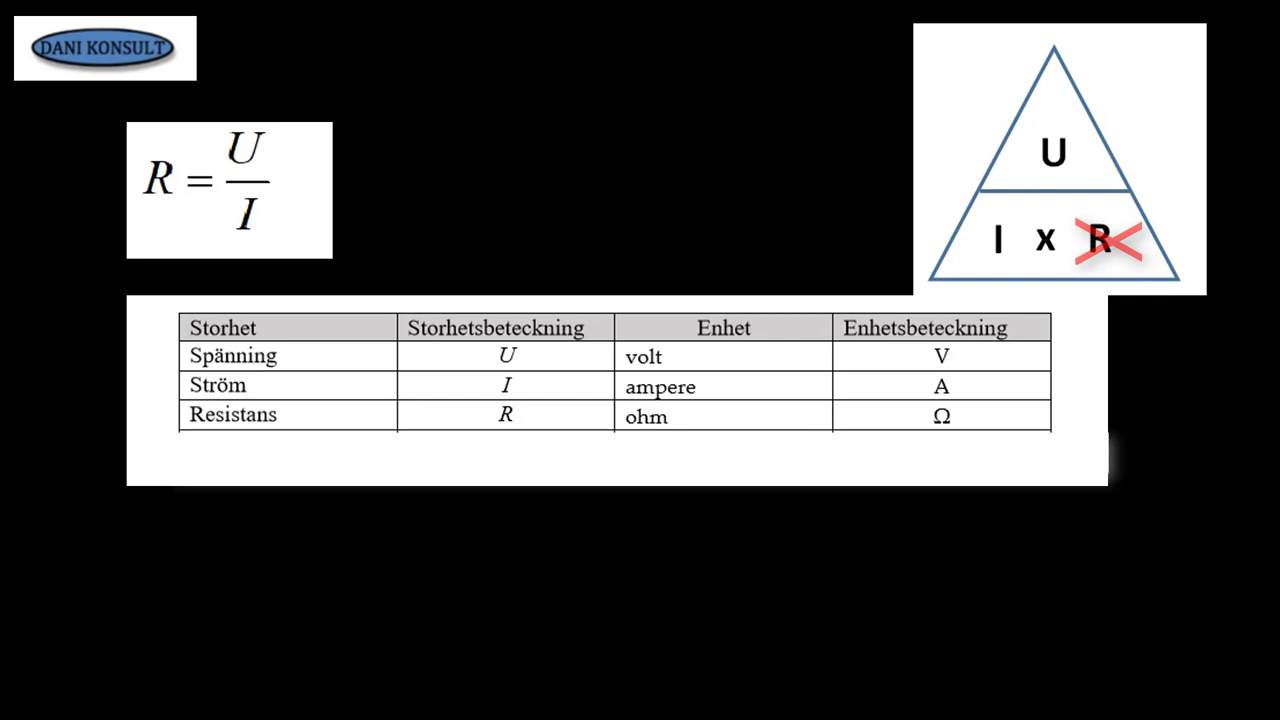 DANI KONSULT
R = U / I
U
I x R
Storhet Storhetsbeteckning Enhet Enhetsbeteckning
Spänning U volt V
Ström I ampere A
Resistans R ohm Ω